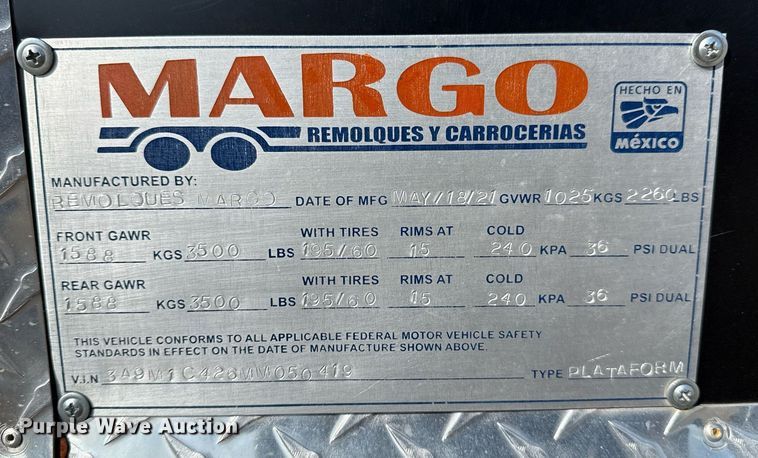 MARGO
REMOLQUES Y CARROCERIAS
HECHO EN
MÉXICO
MANUFACTURED BY:
REMOLQUES MARGO DATE OF MFG MAY/18/21 GVWR 1025 KGS 2260 LBS
FRONT GAWR WITH TIRES RIMS AT COLD
1588 KGS 3500 LBS 195/60 15 240 KPA 36 PSI DUAL
REAR GAWR WITH TIRES RIMS AT COLD
1588 KGS 3500 LBS 195/60 15 240 KPA 36 PSI DUAL
THIS VEHICLE CONFORMS TO ALL APPLICABLE FEDERAL MOTOR VEHICLE SAFETY
STANDARDS IN EFFECT ON THE DATE OF MANUFACTURE SHOWN ABOVE.
V.I.N 3A9M1C428MM050419 TYPE PLATAFORM
Purple Wave Auction